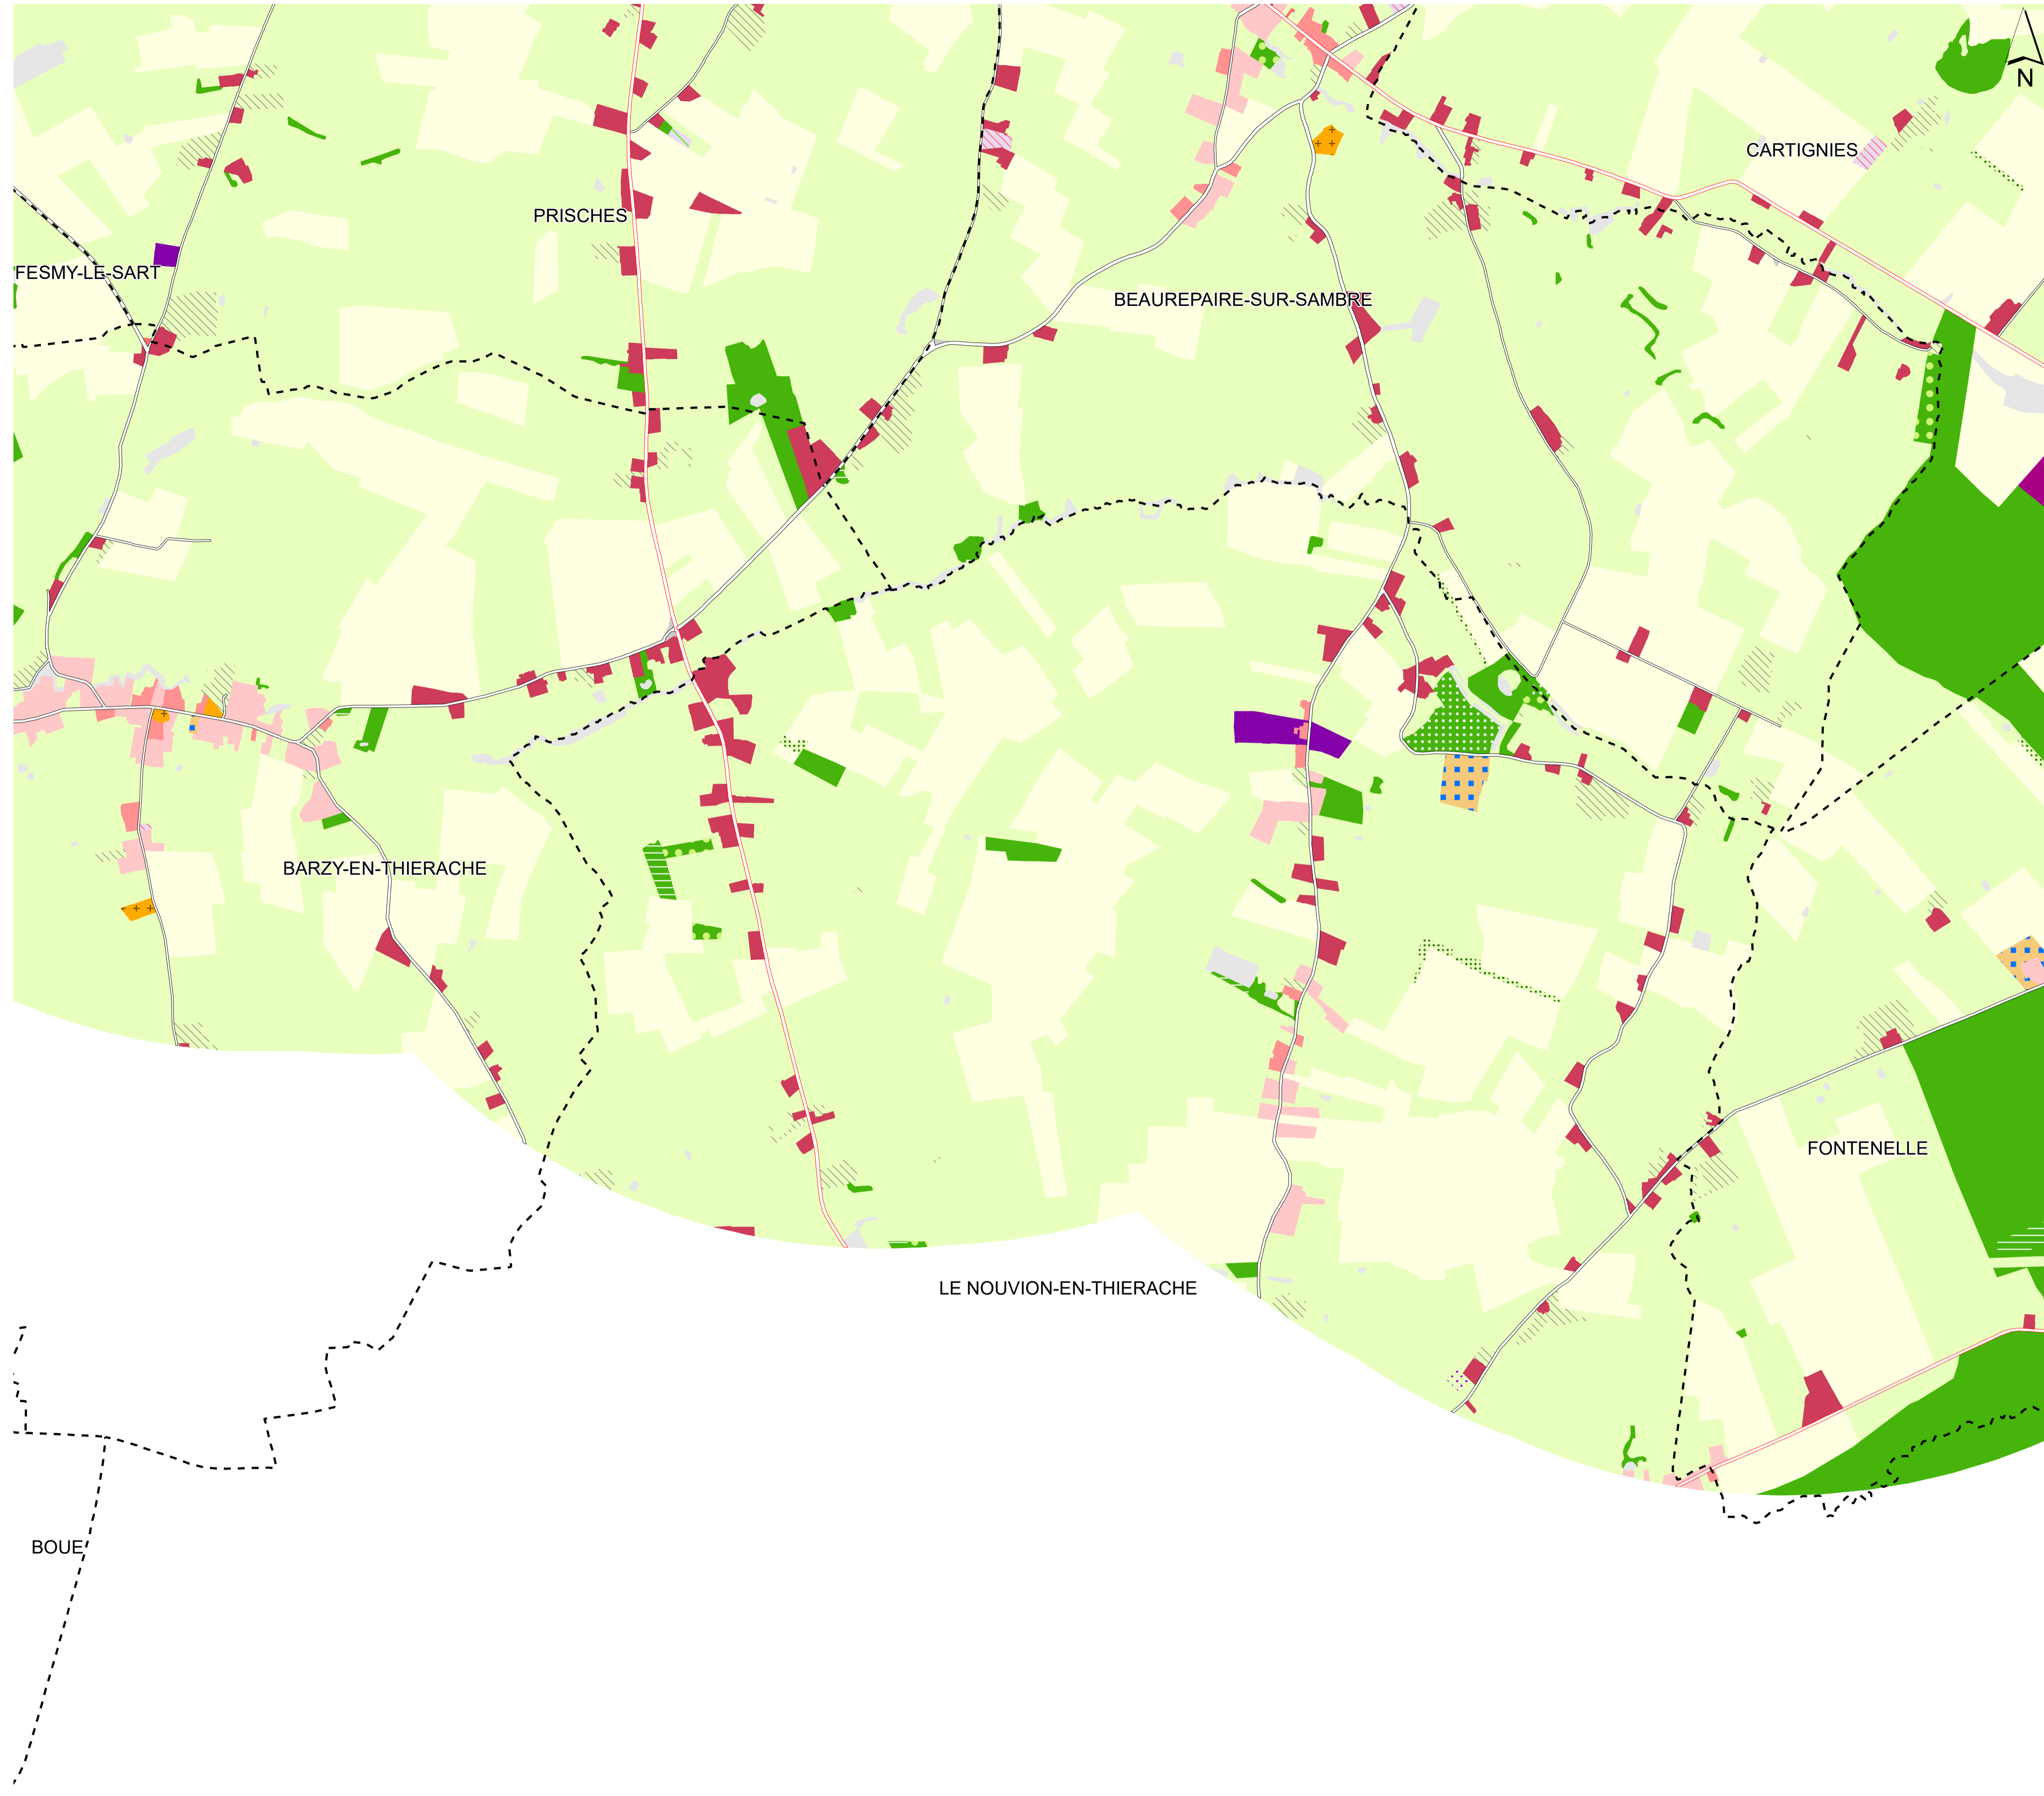 N
CARTIGNIES
PRISCHES
FESMY-LE-SART
BEAUREPAIRE-SUR-SAMBRE
BARZY-EN-THIERACHE
FONTENELLE
LE NOUVION-EN-THIERACHE
BOUE